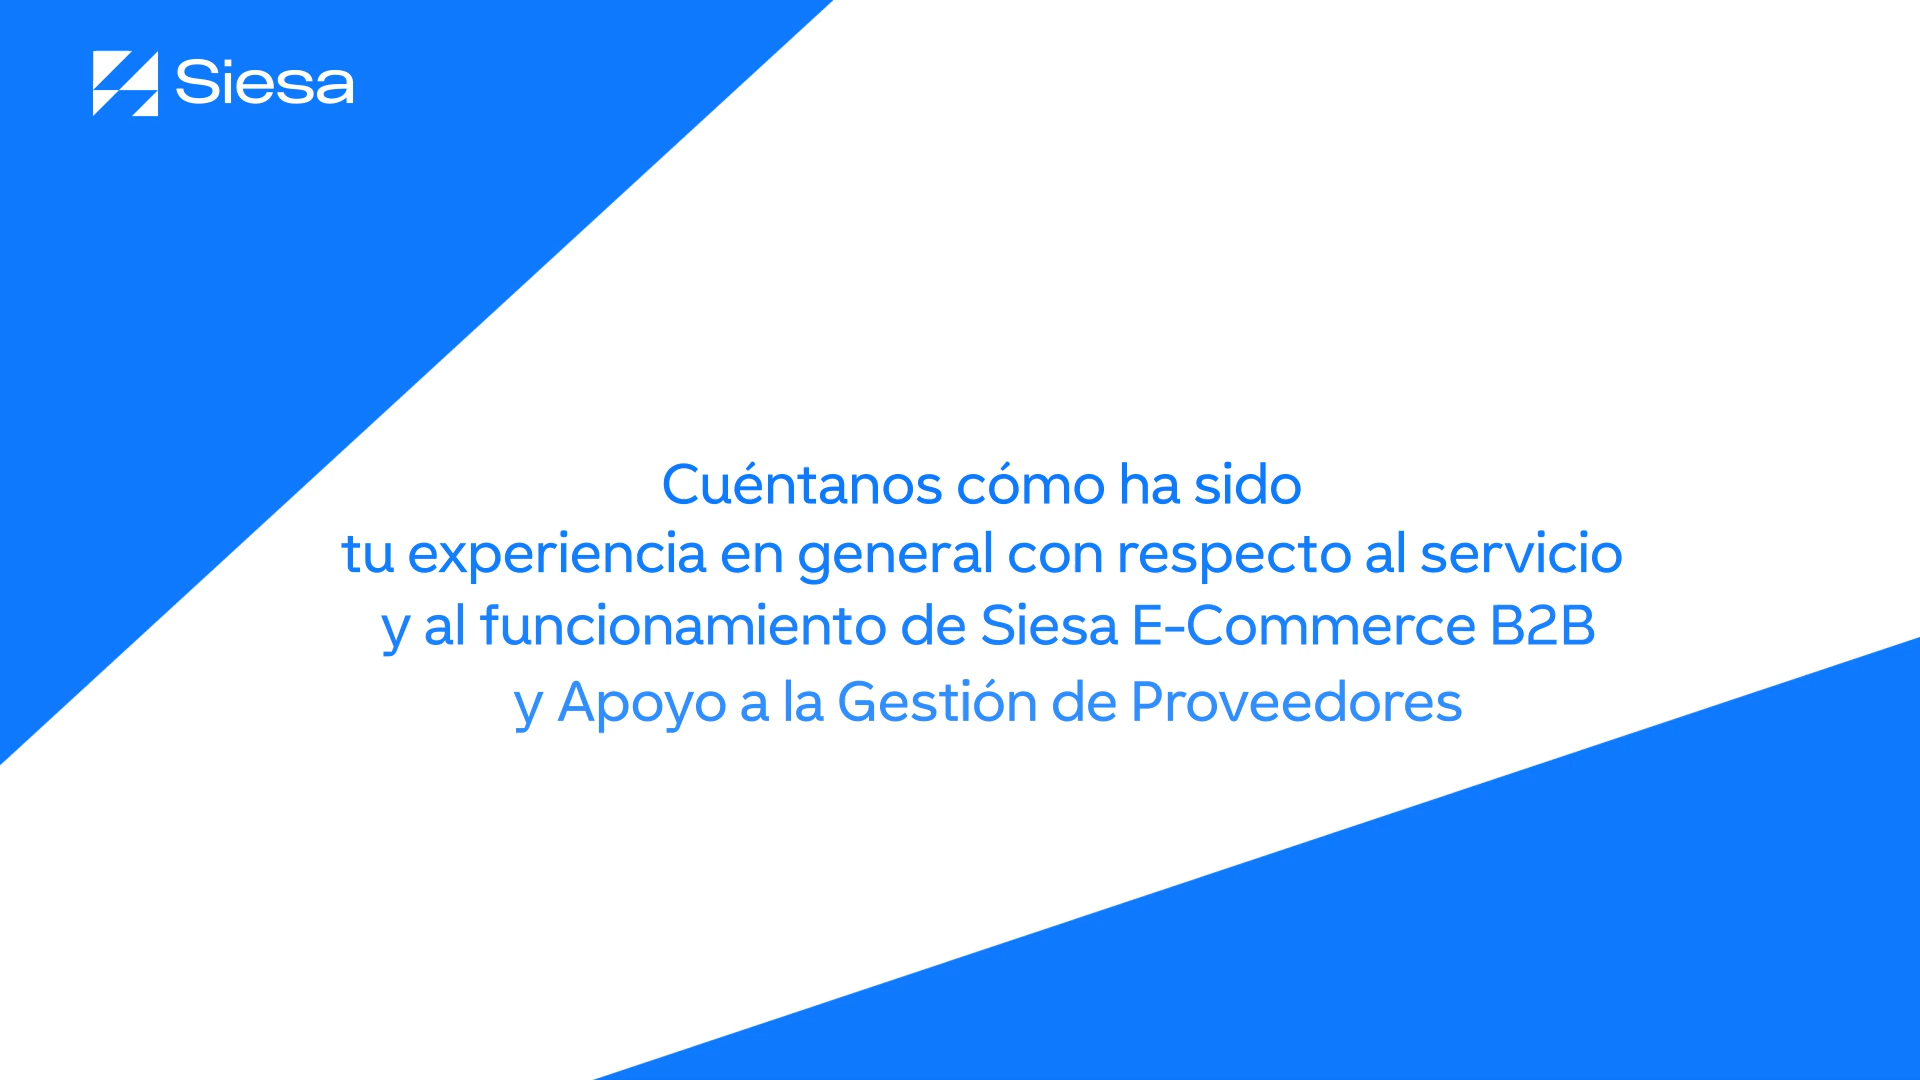 Siesa
Cuéntanos cómo ha sido
tu experiencia en general con respecto al servicio
y al funcionamiento de Siesa E-Commerce B2B
y Apoyo a la Gestión de Proveedores